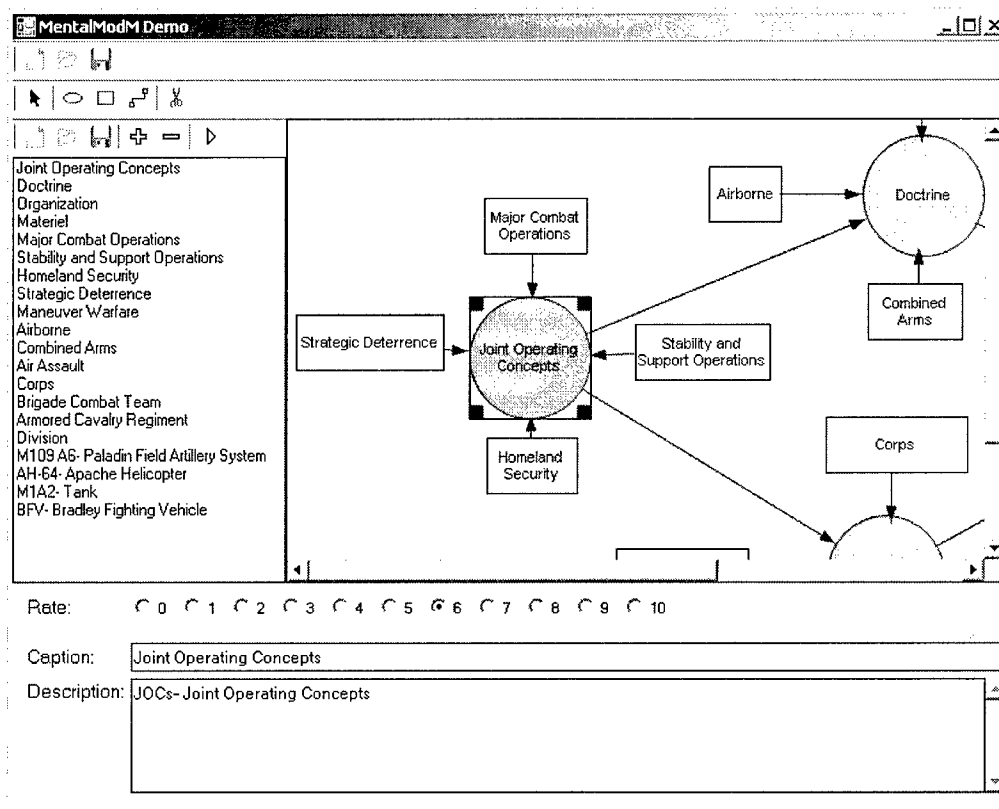 MentalModM Demo
Joint Operating Concepts
Doctrine
Organization
Materiel
Major Combat Operations
Stability and Support Operations
Homeland Security
Strategic Deterrence
Maneuver Warfare
Airborne
Combined Arms
Air Assault
Corps
Brigade Combat Team
Armored Cavalry Regiment
Division
M109 A6- Paladin Field Artillery System
AH-64- Apache Helicopter
M1A2- Tank
BFV- Bradley Fighting Vehicle
Airborne
Doctrine
Major Combat
Operations
Combined
Arms
Strategic Deterrence
Joint Operating
Concepts
Stability and
Support Operations
Homeland
Security
Corps
Rate: 0 1 2 3 4 5 6 7 8 9 10
Caption: Joint Operating Concepts
Description: JOCs- Joint Operating Concepts